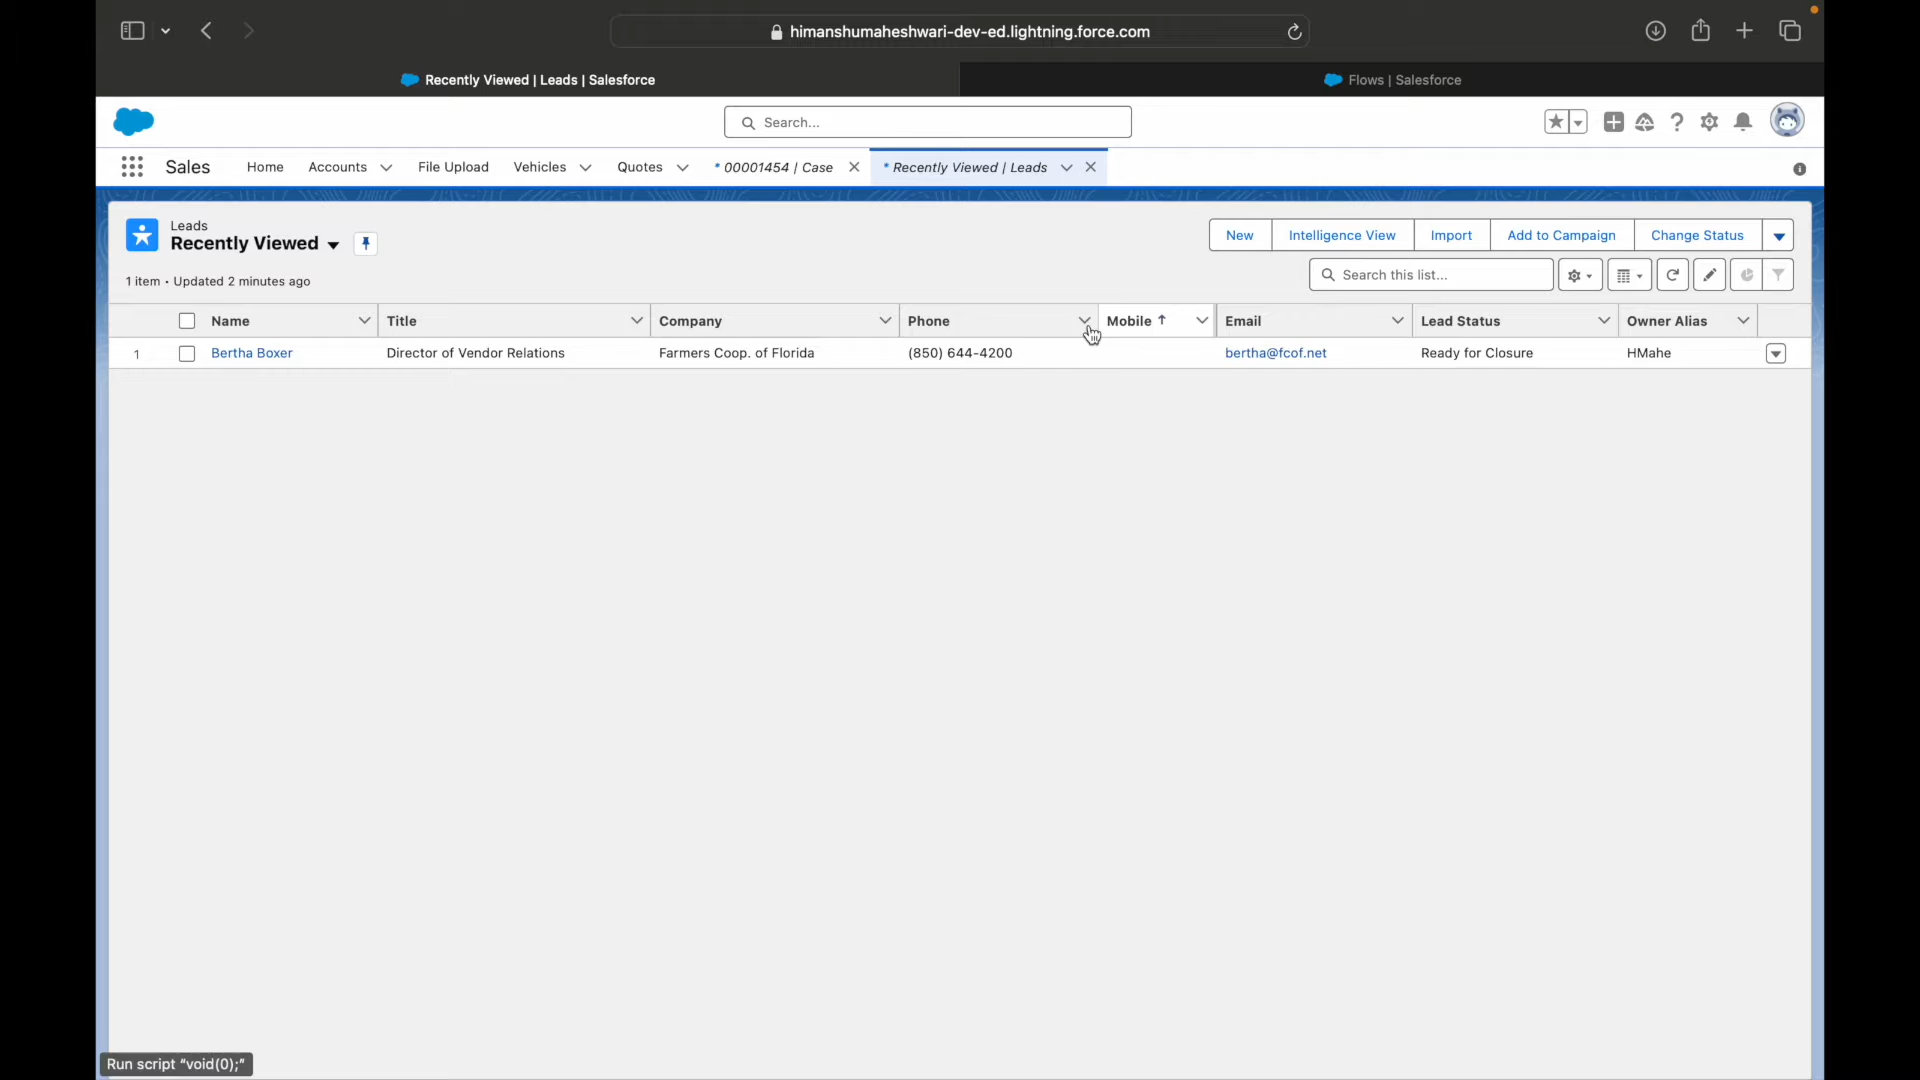 himanshumaheshwari-dev-ed.lightning.force.com
Recently Viewed | Leads | Salesforce
Flows | Salesforce
Search...
Sales
Home
Accounts
File Upload
Vehicles
Quotes
* 00001454 | Case
* Recently Viewed | Leads
Leads
Recently Viewed
New
Intelligence View
Import
Add to Campaign
Change Status
1 item • Updated 2 minutes ago
Search this list...
Name Title Company Phone Mobile ↑ Email Lead Status Owner Alias
1 Bertha Boxer Director of Vendor Relations Farmers Coop. of Florida (850) 644-4200 bertha@fcof.net Ready for Closure HMahe
Run script “void(0);”